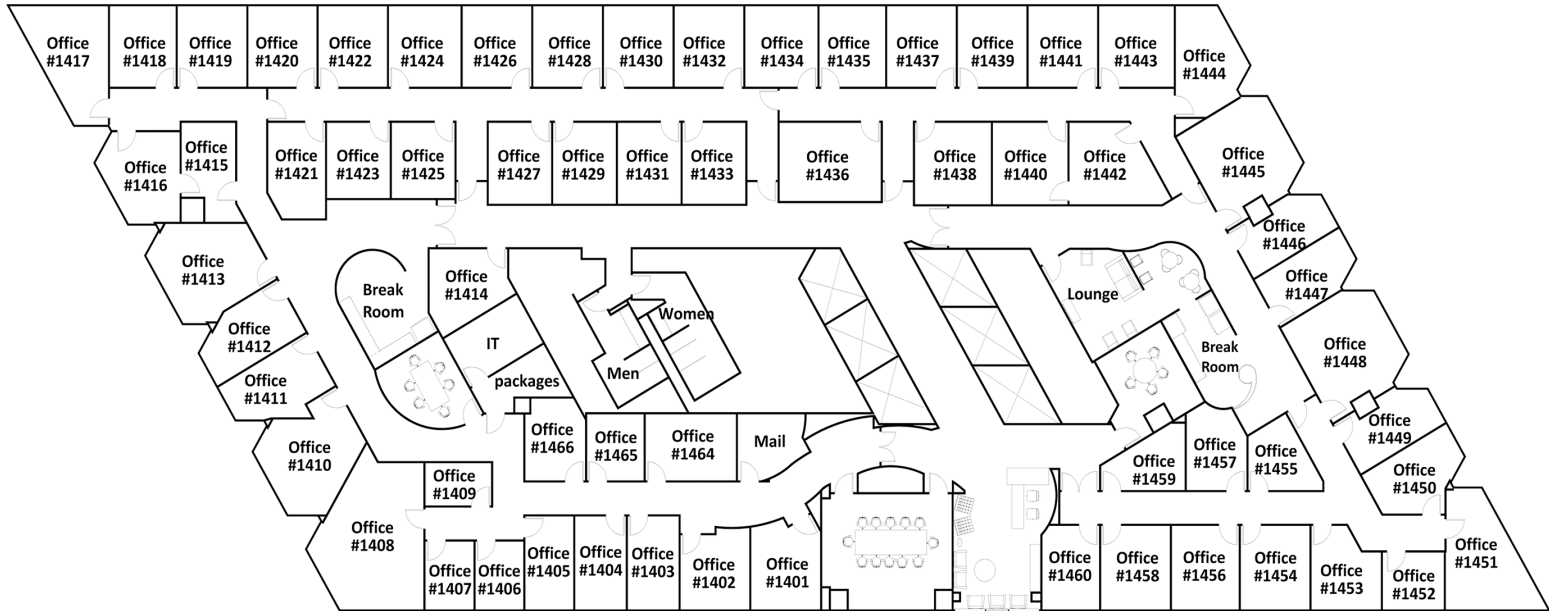 Office
#1417
Office
#1418
Office
#1419
Office
#1420
Office
#1422
Office
#1424
Office
#1426
Office
#1428
Office
#1430
Office
#1432
Office
#1434
Office
#1435
Office
#1437
Office
#1439
Office
#1441
Office
#1443
Office
#1444
Office
#1416
Office
#1415
Office
#1421
Office
#1423
Office
#1425
Office
#1427
Office
#1429
Office
#1431
Office
#1433
Office
#1436
Office
#1438
Office
#1440
Office
#1442
Office
#1445
Office
#1446
Office
#1413
Break
Room
Office
#1414
Women
Lounge
Office
#1447
Office
#1412
IT
Men
Break
Room
Office
#1448
Office
#1411
packages
Office
#1410
Office
#1466
Office
#1465
Office
#1464
Mail
Office
#1459
Office
#1457
Office
#1455
Office
#1449
Office
#1450
Office
#1409
Office
#1408
Office
#1407
Office
#1406
Office
#1405
Office
#1404
Office
#1403
Office
#1402
Office
#1401
Office
#1460
Office
#1458
Office
#1456
Office
#1454
Office
#1453
Office
#1452
Office
#1451